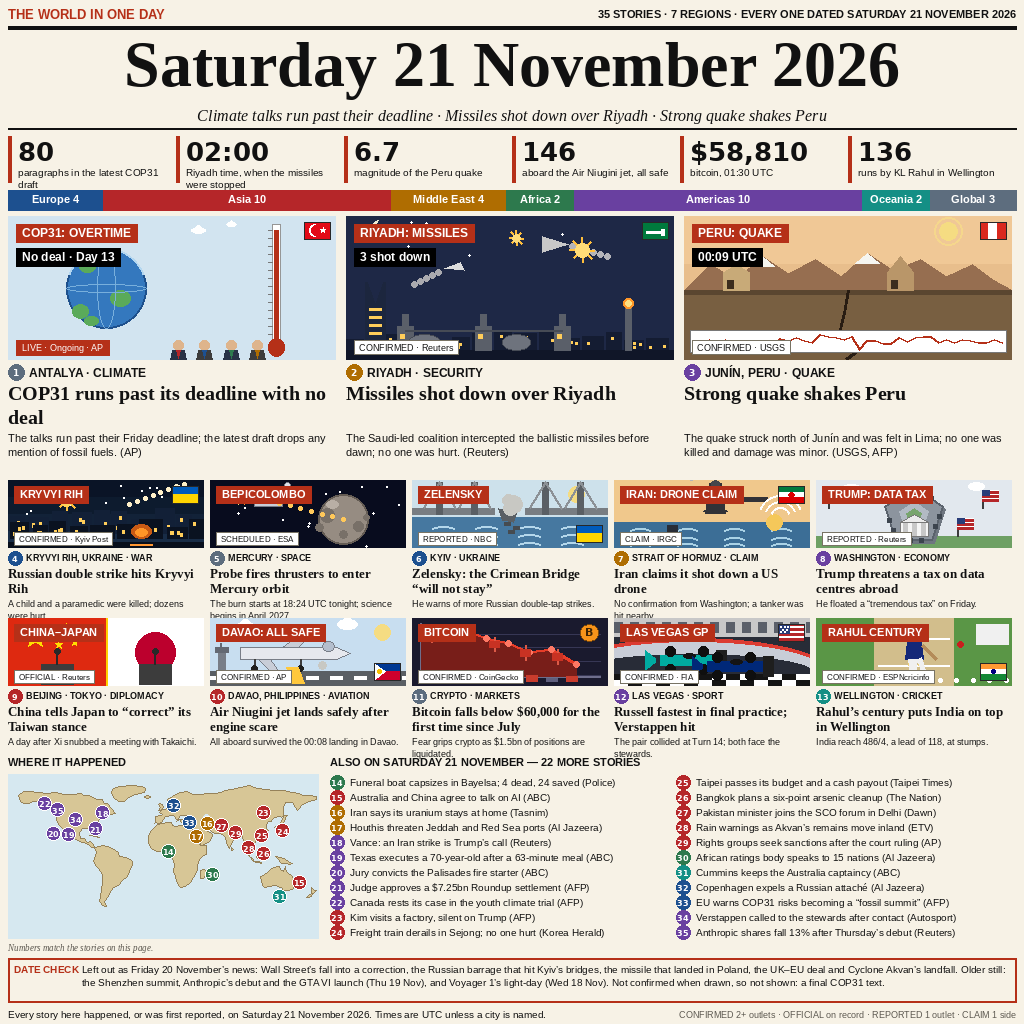 THE WORLD IN ONE DAY
35 STORIES · 7 REGIONS · EVERY ONE DATED SATURDAY 21 NOVEMBER 2026
Saturday 21 November 2026
Climate talks run past their deadline · Missiles shot down over Riyadh · Strong quake shakes Peru
80
paragraphs in the latest COP31
draft
02:00
Riyadh time, when the missiles
were stopped
6.7
magnitude of the Peru quake
146
aboard the Air Niugini jet, all safe
$58,810
bitcoin, 01:30 UTC
136
runs by KL Rahul in Wellington
Europe 4
Asia 10
Middle East 4
Africa 2
Americas 10
Oceania 2
Global 3
COP31: OVERTIME
No deal · Day 13
LIVE · Ongoing · AP
1 ANTALYA · CLIMATE
COP31 runs past its deadline with no
deal
The talks run past their Friday deadline; the latest draft drops any
mention of fossil fuels. (AP)
RIYADH: MISSILES
3 shot down
CONFIRMED · Reuters
2 RIYADH · SECURITY
Missiles shot down over Riyadh
The Saudi-led coalition intercepted the ballistic missiles before
dawn; no one was hurt. (Reuters)
PERU: QUAKE
00:09 UTC
CONFIRMED · USGS
3 JUNÍN, PERU · QUAKE
Strong quake shakes Peru
The quake struck north of Junín and was felt in Lima; no one was
killed and damage was minor. (USGS, AFP)
KRYVYI RIH
CONFIRMED · Kyiv Post
4 KRYVYI RIH, UKRAINE · WAR
Russian double strike hits Kryvyi
Rih
A child and a paramedic were killed; dozens
were hurt.
BEPICOLOMBO
SCHEDULED · ESA
5 MERCURY · SPACE
Probe fires thrusters to enter
Mercury orbit
The burn starts at 18:24 UTC tonight; science
begins in April 2027.
ZELENSKY
REPORTED · NBC
6 KYIV · UKRAINE
Zelensky: the Crimean Bridge
“will not stay”
He warns of more Russian double-tap strikes.
IRAN: DRONE CLAIM
CLAIM · IRGC
7 STRAIT OF HORMUZ · CLAIM
Iran claims it shot down a US
drone
No confirmation from Washington; a tanker was
hit nearby.
TRUMP: DATA TAX
REPORTED · Reuters
8 WASHINGTON · ECONOMY
Trump threatens a tax on data
centres abroad
He floated a “tremendous tax” on Friday.
CHINA–JAPAN
OFFICIAL · Reuters
9 BEIJING · TOKYO · DIPLOMACY
China tells Japan to “correct” its
Taiwan stance
A day after Xi snubbed a meeting with Takaichi.
DAVAO: ALL SAFE
CONFIRMED · AP
10 DAVAO, PHILIPPINES · AVIATION
Air Niugini jet lands safely after
engine scare
All aboard survived the 00:08 landing in Davao.
BITCOIN
B
CONFIRMED · CoinGecko
11 CRYPTO · MARKETS
Bitcoin falls below $60,000 for the
first time since July
Fear grips crypto as $1.5bn of positions are
liquidated.
LAS VEGAS GP
CONFIRMED · FIA
12 LAS VEGAS · SPORT
Russell fastest in final practice;
Verstappen hit
The pair collided at Turn 14; both face the
stewards.
RAHUL CENTURY
CONFIRMED · ESPNcricinfo
13 WELLINGTON · CRICKET
Rahul’s century puts India on top
in Wellington
India reach 486/4, a lead of 118, at stumps.
WHERE IT HAPPENED
22
35
34
18
20
19
21
32
33
16
17
27
29
23
25
24
28
26
14
30
15
31
Numbers match the stories on this page.
ALSO ON SATURDAY 21 NOVEMBER — 22 MORE STORIES
14 Funeral boat capsizes in Bayelsa; 4 dead, 24 saved (Police)
15 Australia and China agree to talk on AI (ABC)
16 Iran says its uranium stays at home (Tasnim)
17 Houthis threaten Jeddah and Red Sea ports (Al Jazeera)
18 Vance: an Iran strike is Trump’s call (Reuters)
19 Texas executes a 70-year-old after a 63-minute meal (ABC)
20 Jury convicts the Palisades fire starter (ABC)
21 Judge approves a $7.25bn Roundup settlement (AFP)
22 Canada rests its case in the youth climate trial (AFP)
23 Kim visits a factory, silent on Trump (AFP)
24 Freight train derails in Sejong; no one hurt (Korea Herald)
25 Taipei passes its budget and a cash payout (Taipei Times)
26 Bangkok plans a six-point arsenic cleanup (The Nation)
27 Pakistan minister joins the SCO forum in Delhi (Dawn)
28 Rain warnings as Akvan’s remains move inland (ETV)
29 Rights groups seek sanctions after the court ruling (AP)
30 African ratings body speaks to 15 nations (Al Jazeera)
31 Cummins keeps the Australia captaincy (ABC)
32 Copenhagen expels a Russian attaché (Al Jazeera)
33 EU warns COP31 risks becoming a “fossil summit” (AFP)
34 Verstappen called to the stewards after contact (Autosport)
35 Anthropic shares fall 13% after Thursday’s debut (Reuters)
DATE CHECK Left out as Friday 20 November’s news: Wall Street’s fall into a correction, the Russian barrage that hit Kyiv’s bridges, the missile that landed in Poland, the UK–EU deal and Cyclone Akvan’s landfall. Older still:
the Shenzhen summit, Anthropic’s debut and the GTA VI launch (Thu 19 Nov), and Voyager 1’s light-day (Wed 18 Nov). Not confirmed when drawn, so not shown: a final COP31 text.
Every story here happened, or was first reported, on Saturday 21 November 2026. Times are UTC unless a city is named.
CONFIRMED 2+ outlets · OFFICIAL on record · REPORTED 1 outlet · CLAIM 1 side